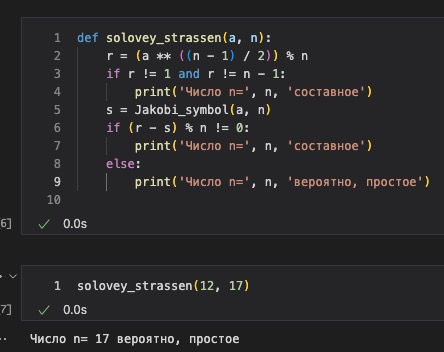 1 def solovey_strassen(a, n):
2 r = (a ** ((n - 1) / 2)) % n
3 if r != 1 and r != n - 1:
4 print('Число n=', n, 'составное')
5 s = Jakobi_symbol(a, n)
6 if (r - s) % n != 0:
7 print('Число n=', n, 'составное')
8 else:
9 print('Число n=', n, 'вероятно, простое')
10
6] ✓ 0.0s
1 solovey_strassen(12, 17)
7] ✓ 0.0s
Число n= 17 вероятно, простое